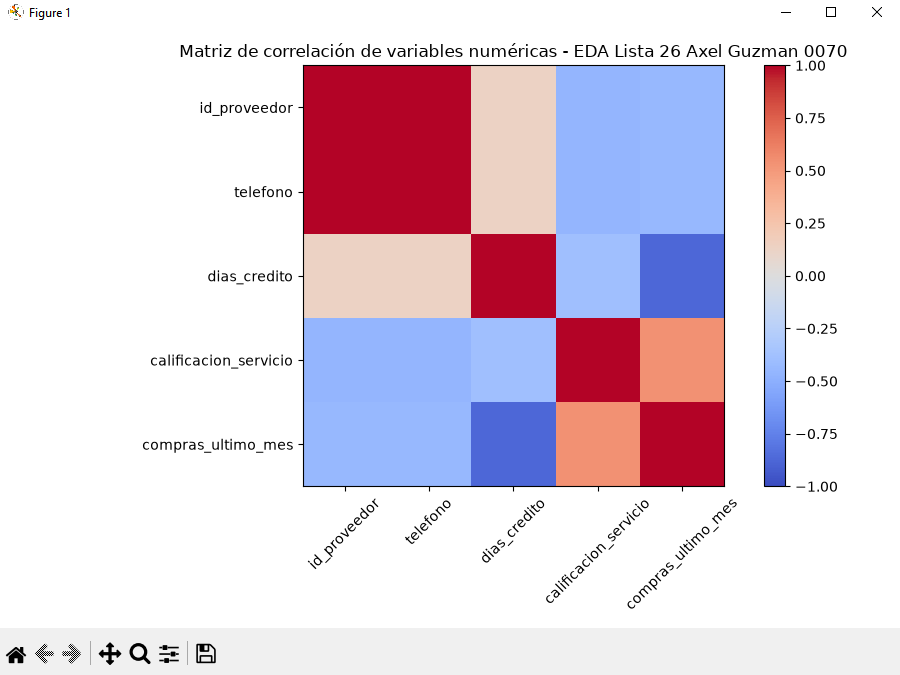 Figure 1
Matriz de correlación de variables numéricas - EDA Lista 26 Axel Guzman 0070
id_proveedor
telefono
dias_credito
calificacion_servicio
compras_ultimo_mes
id_proveedor
telefono
dias_credito
calificacion_servicio
compras_ultimo_mes
1.00
0.75
0.50
0.25
0.00
−0.25
−0.50
−0.75
−1.00